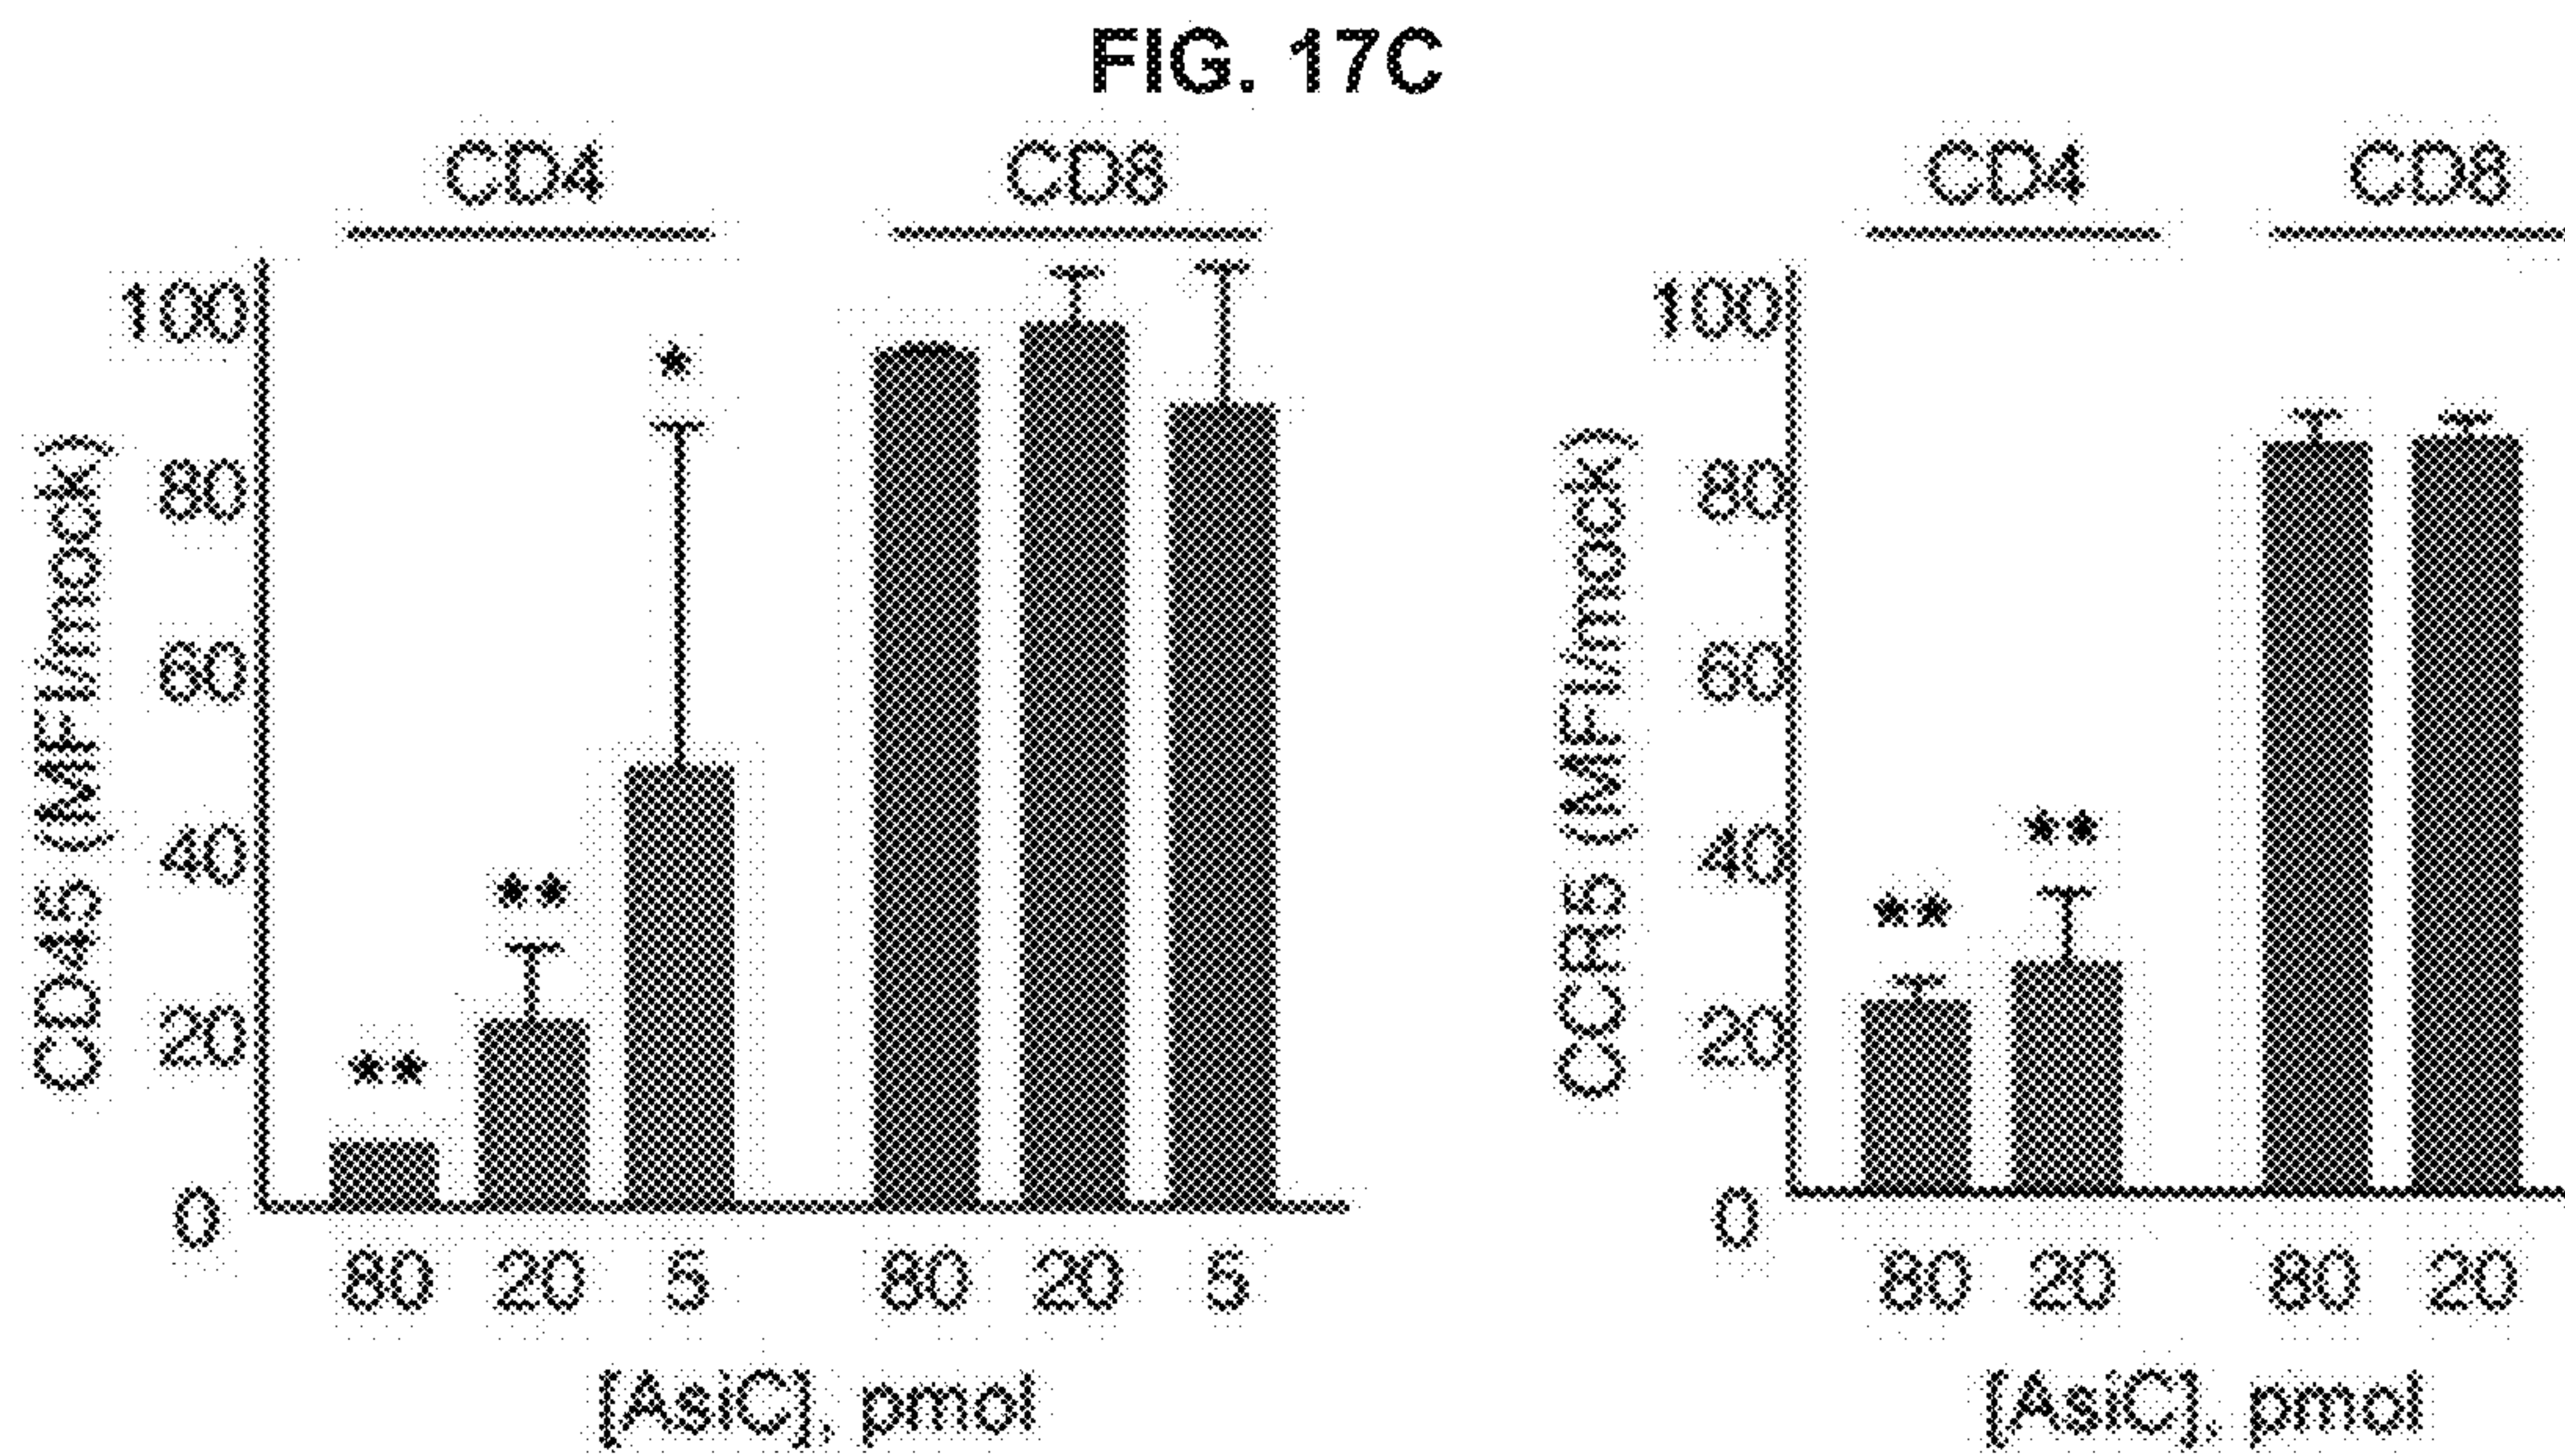 FIG. 17C
CD4
CD8
CD45 (MFI/mock)
100
80
60
40
20
0
**
**
*
80 20 5 80 20 5
[AsiC], pmol
CD4
CD8
CCR5 (MFI/mock)
100
80
60
40
20
0
**
**
80 20 80 20
[AsiC], pmol